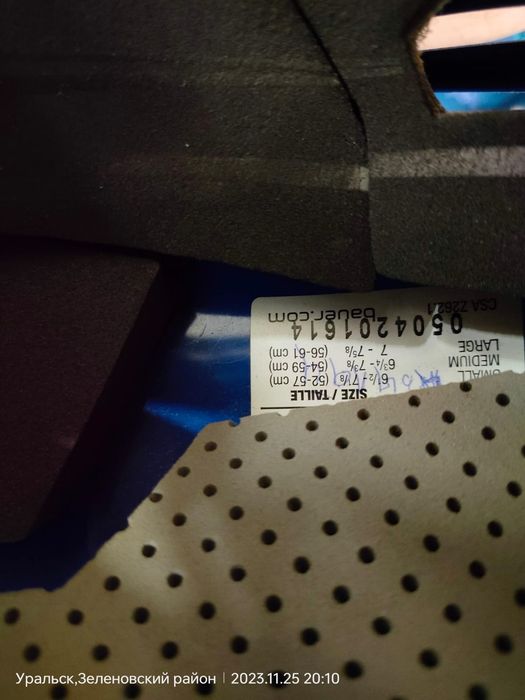 SIZE / TAILLE
SMALL 6½ - 7⅛ (52-57 cm)
MEDIUM 6¾ - 7⅜ (54-59 cm)
LARGE 7 - 7⅝ (56-61 cm)
0504201614
CSA Z262.1 bauer.com
Уральск,Зеленовский район | 2023.11.25 20:10